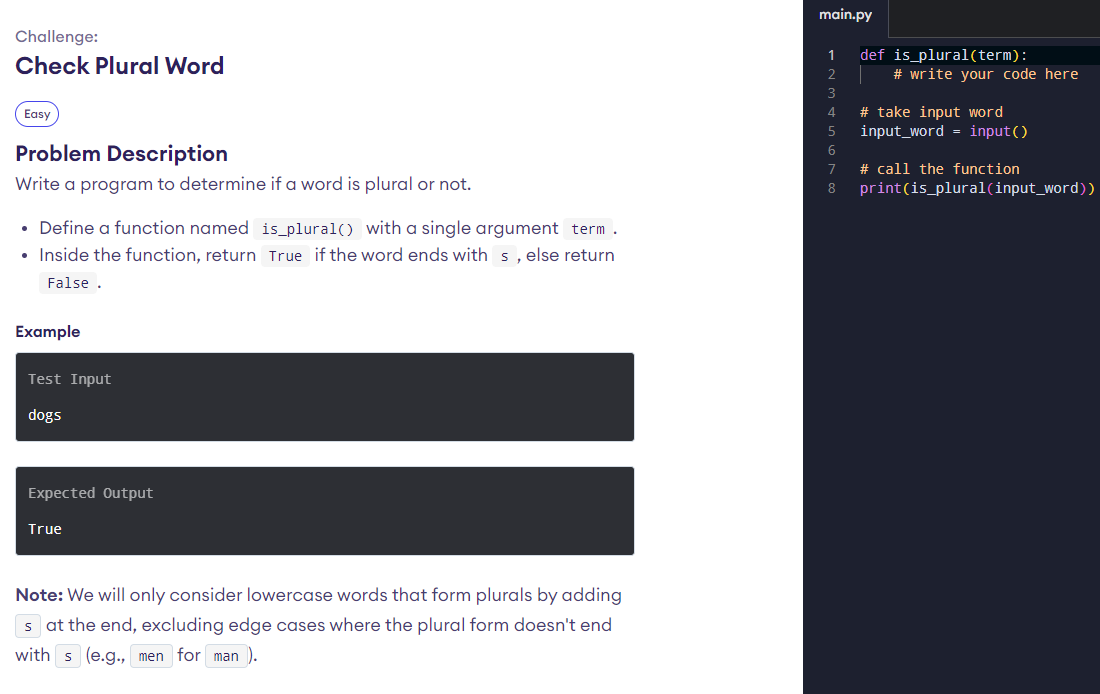 Challenge:
Check Plural Word
Easy
Problem Description
Write a program to determine if a word is plural or not.
• Define a function named is_plural() with a single argument term .
• Inside the function, return True if the word ends with s , else return
False .
Example
Test Input
dogs
Expected Output
True
Note: We will only consider lowercase words that form plurals by adding
s at the end, excluding edge cases where the plural form doesn't end
with s (e.g., men for man ).
main.py
1 def is_plural(term):
2     # write your code here
3
4 # take input word
5 input_word = input()
6
7 # call the function
8 print(is_plural(input_word))